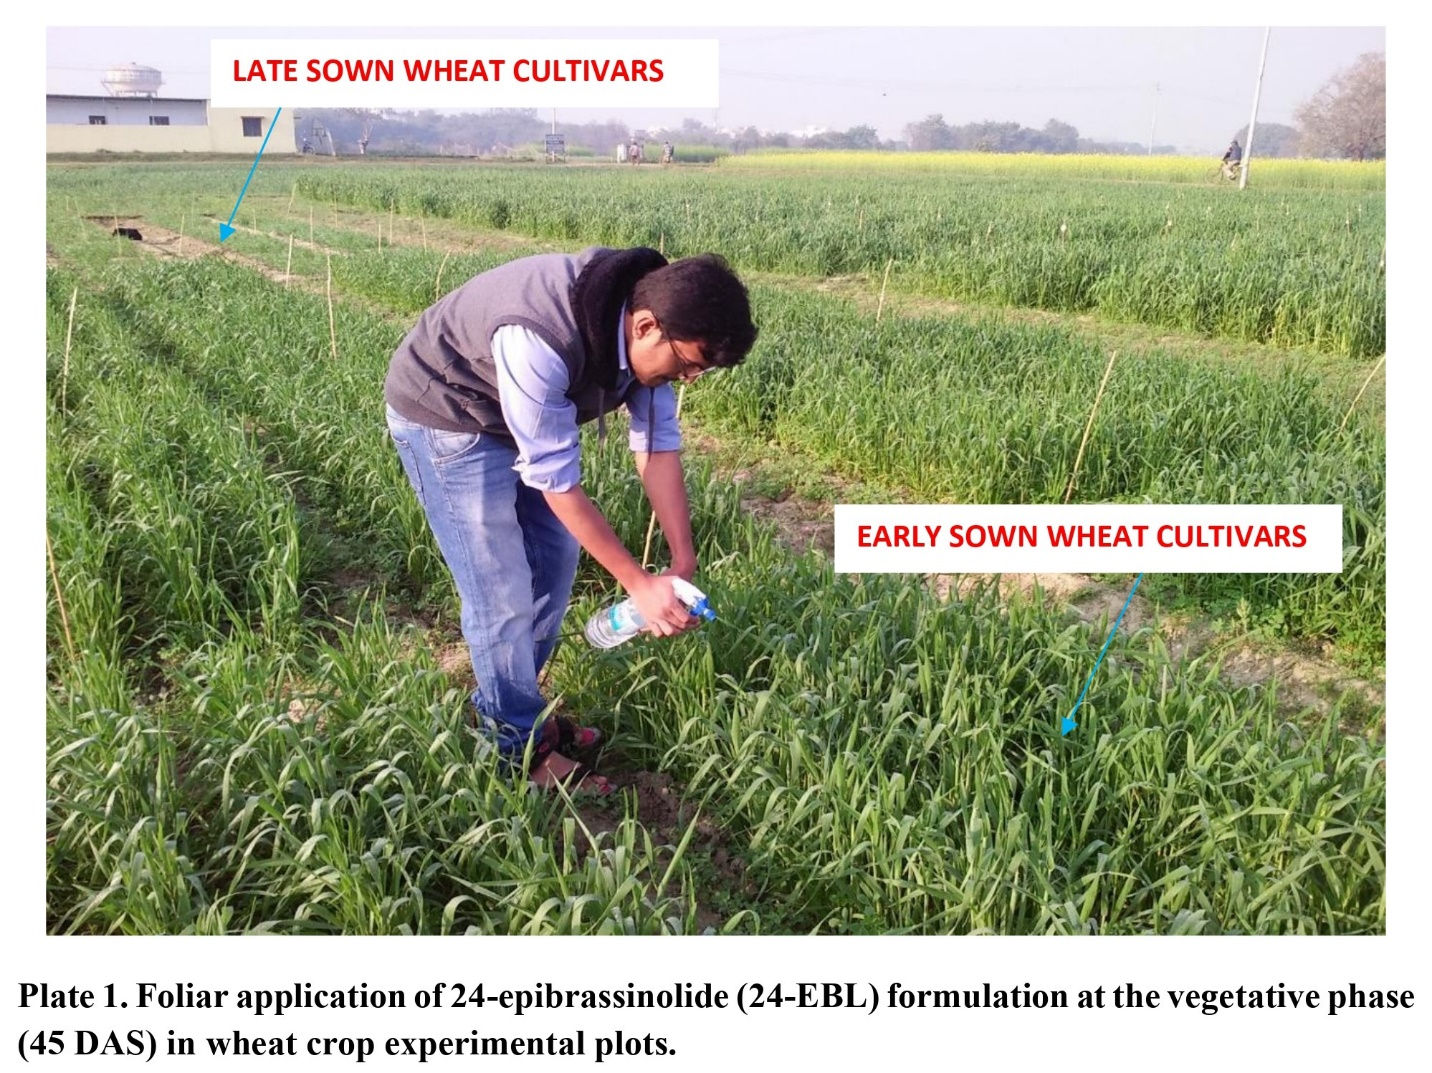 LATE SOWN WHEAT CULTIVARS
EARLY SOWN WHEAT CULTIVARS
Plate 1. Foliar application of 24-epibrassinolide (24-EBL) formulation at the vegetative phase
(45 DAS) in wheat crop experimental plots.